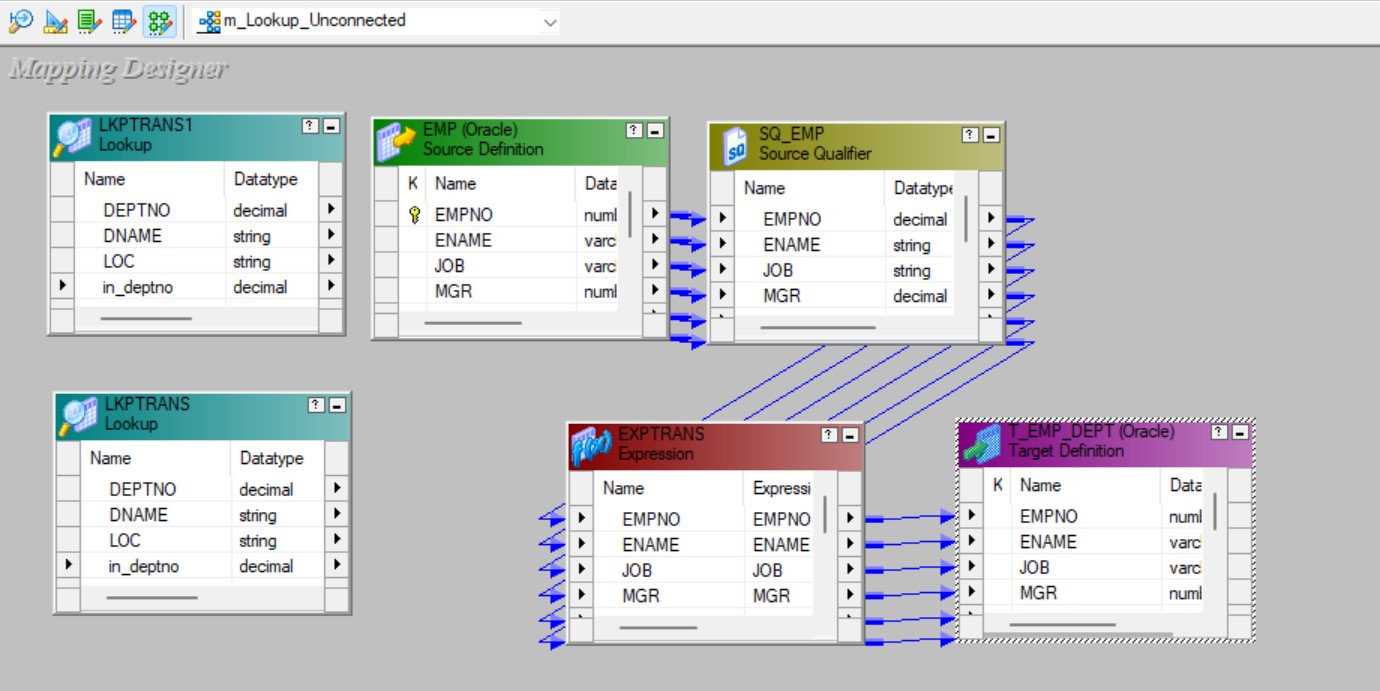 m_Lookup_Unconnected
Mapping Designer
LKPTRANS1
Lookup
Name Datatype
DEPTNO decimal
DNAME string
LOC string
in_deptno decimal
EMP (Oracle)
Source Definition
K Name Data
EMPNO numl
ENAME varc
JOB varc
MGR numl
SQ_EMP
Source Qualifier
Name Datatype
EMPNO decimal
ENAME string
JOB string
MGR decimal
LKPTRANS
Lookup
Name Datatype
DEPTNO decimal
DNAME string
LOC string
in_deptno decimal
EXPTRANS
Expression
Name Expressi
EMPNO EMPNO
ENAME ENAME
JOB JOB
MGR MGR
T_EMP_DEPT (Oracle)
Target Definition
K Name Data
EMPNO numl
ENAME varc
JOB varc
MGR numl